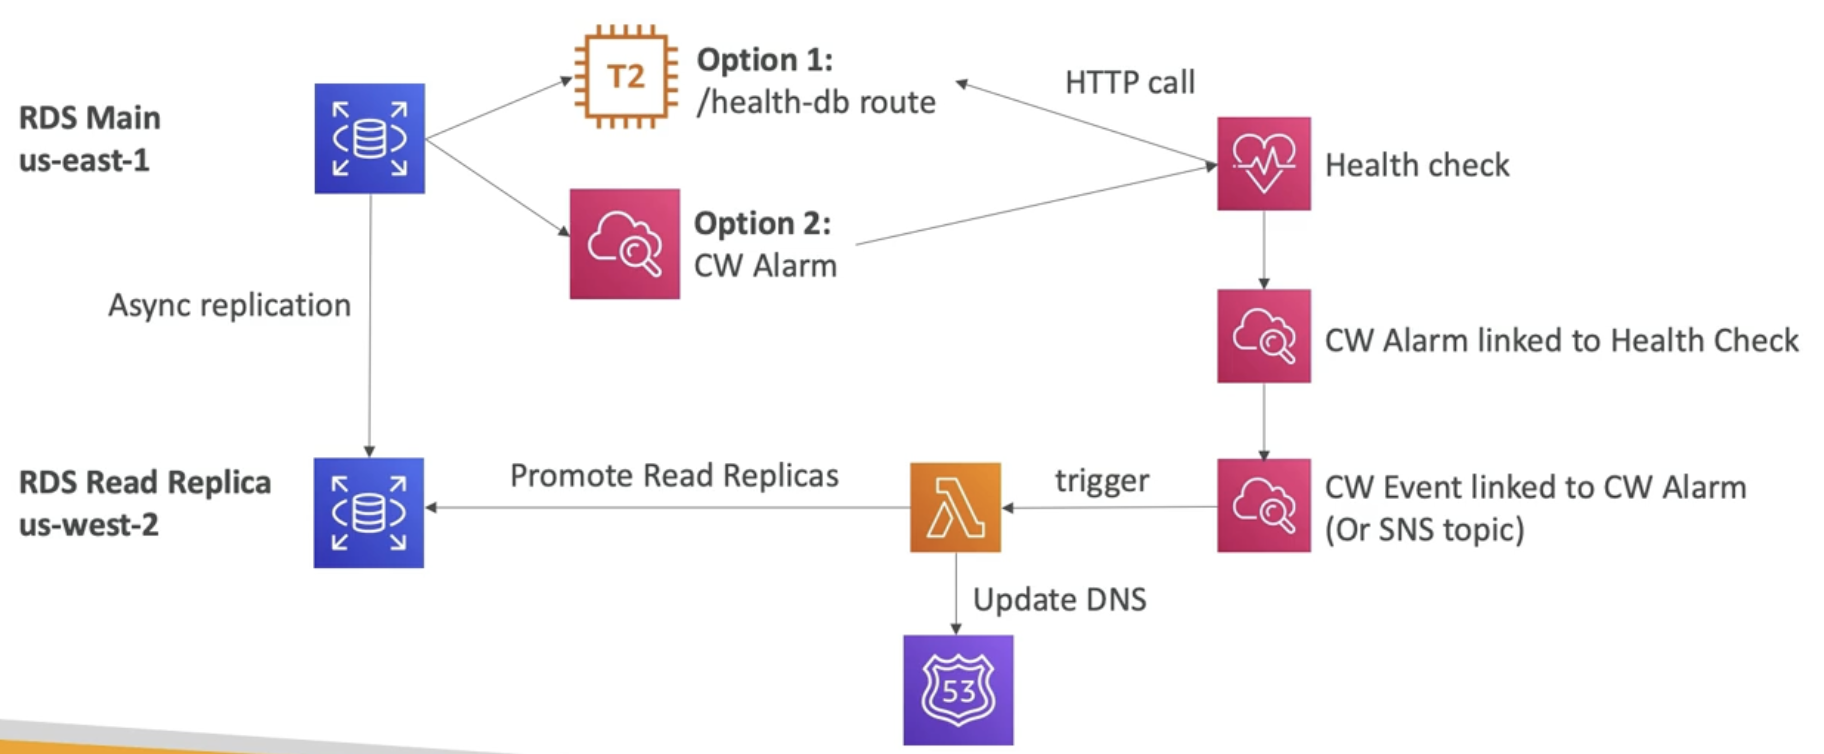 RDS Main
us-east-1
T2
Option 1:
/health-db route
HTTP call
Health check
Option 2:
CW Alarm
Async replication
CW Alarm linked to Health Check
RDS Read Replica
us-west-2
Promote Read Replicas
trigger
CW Event linked to CW Alarm
(Or SNS topic)
Update DNS
53